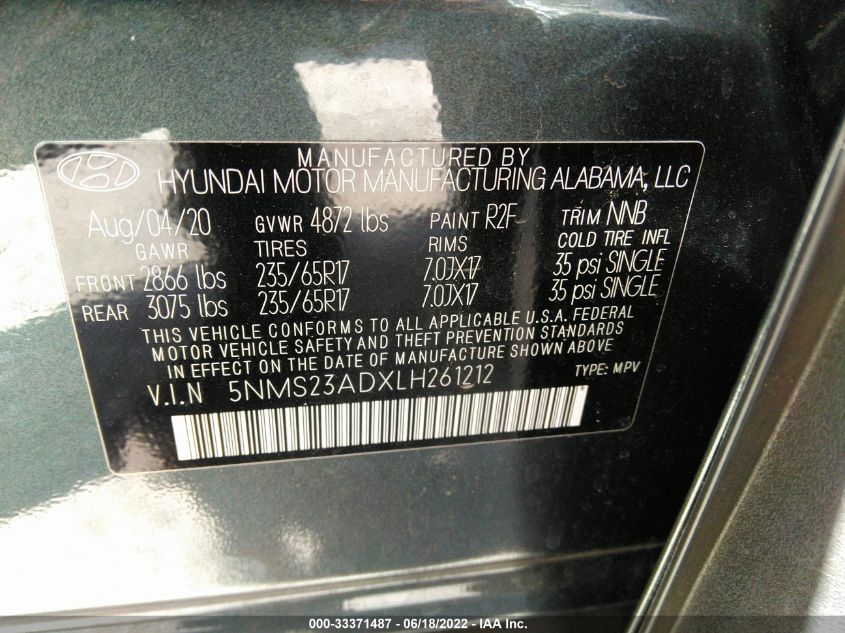 MANUFACTURED BY
HYUNDAI MOTOR MANUFACTURING ALABAMA, LLC
Aug/04/20 GVWR 4872 lbs PAINT R2F TRIM NNB
GAWR TIRES RIMS COLD TIRE INFL
FRONT 2866 lbs 235/65R17 7.0JX17 35 psi SINGLE
REAR 3075 lbs 235/65R17 7.0JX17 35 psi SINGLE
THIS VEHICLE CONFORMS TO ALL APPLICABLE U.S.A. FEDERAL
MOTOR VEHICLE SAFETY AND THEFT PREVENTION STANDARDS
IN EFFECT ON THE DATE OF MANUFACTURE SHOWN ABOVE
V.I.N 5NMS23ADXLH261212 TYPE: MPV
000-33371487 - 06/18/2022 - IAA Inc.